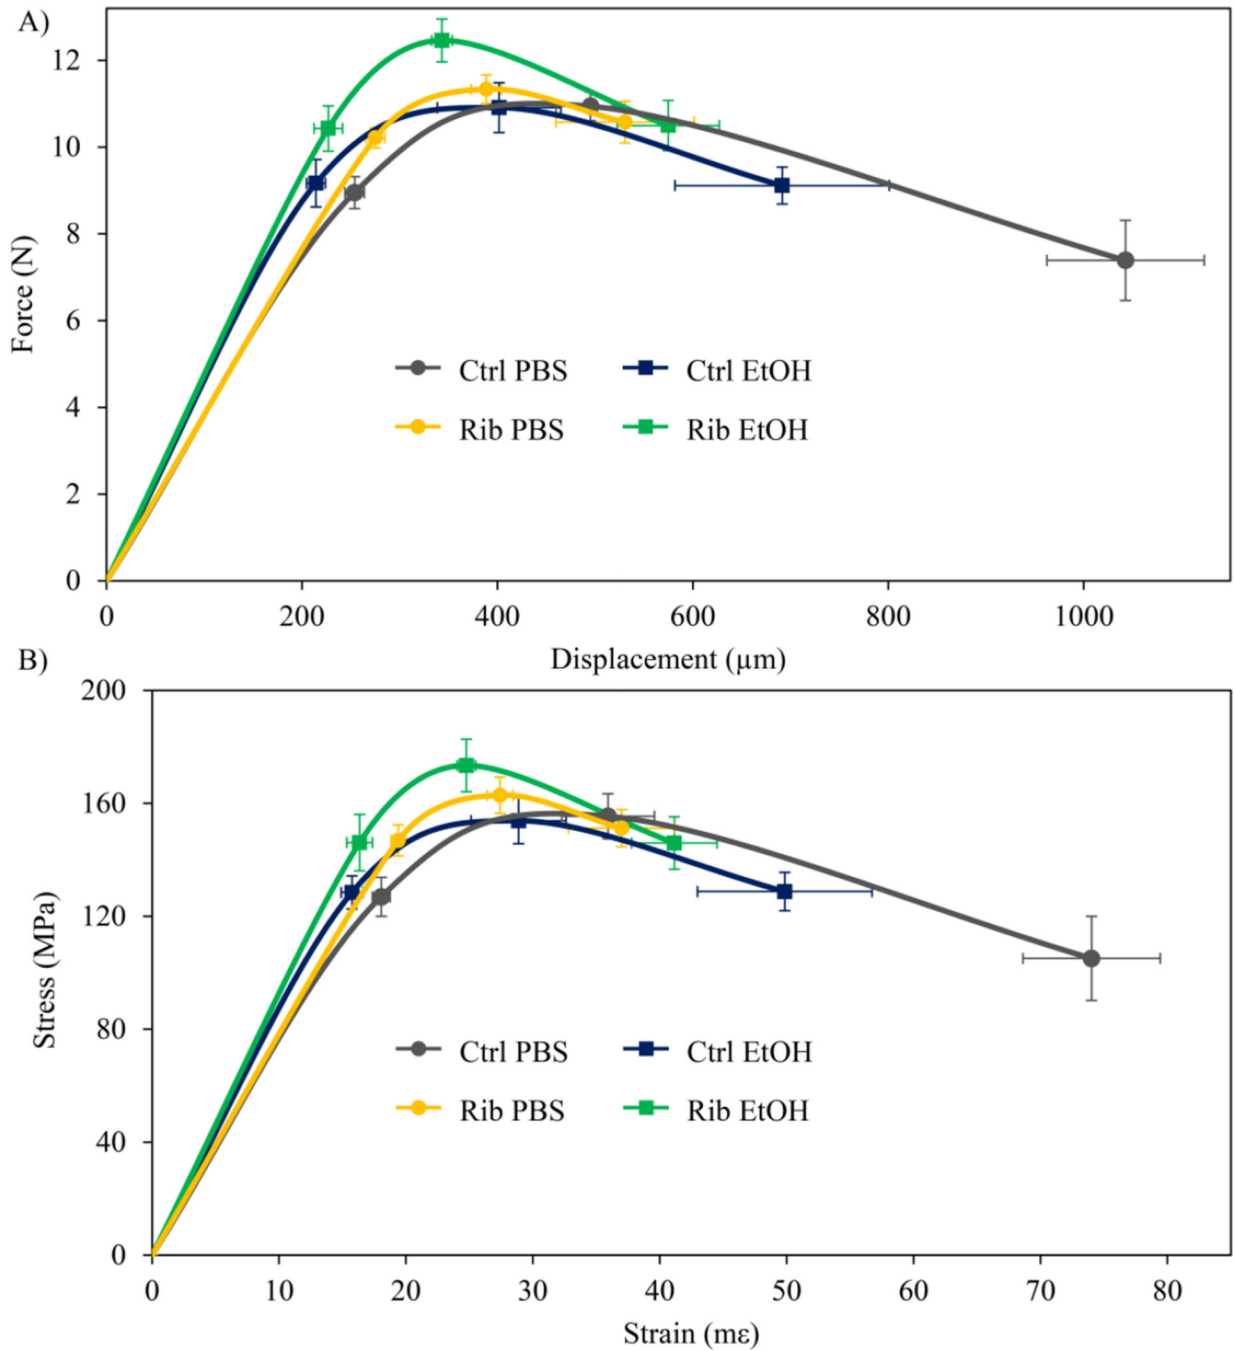 A)
12
10
8
6
4
2
0
Force (N)
Ctrl PBS Ctrl EtOH
Rib PBS Rib EtOH
0 200 400 600 800 1000
Displacement (µm)
B)
200
160
120
80
40
0
Stress (MPa)
Ctrl PBS Ctrl EtOH
Rib PBS Rib EtOH
0 10 20 30 40 50 60 70 80
Strain (mε)